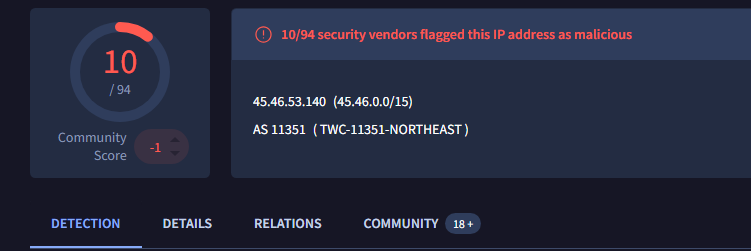 10
/ 94
Community
Score
-1
10/94 security vendors flagged this IP address as malicious
45.46.53.140 (45.46.0.0/15)
AS 11351 ( TWC-11351-NORTHEAST )
DETECTION DETAILS RELATIONS COMMUNITY 18 +